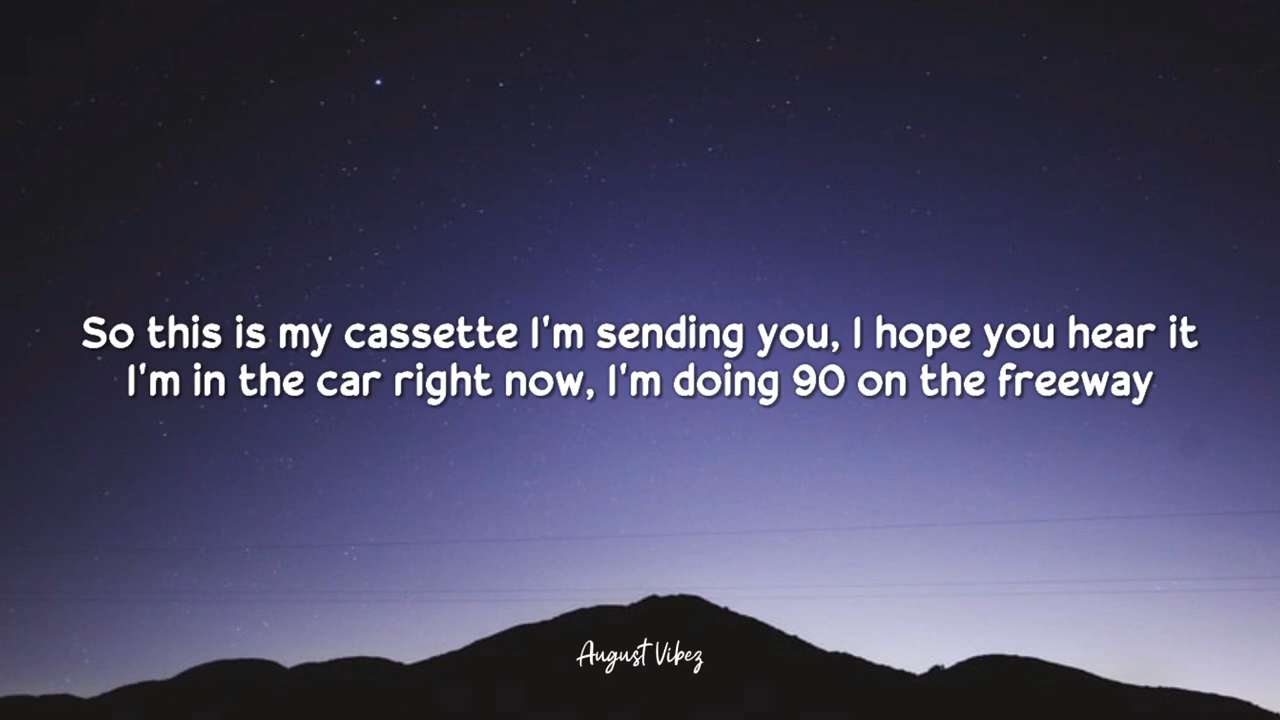 So this is my cassette I'm sending you, I hope you hear it
I'm in the car right now, I'm doing 90 on the freeway
August Vibez